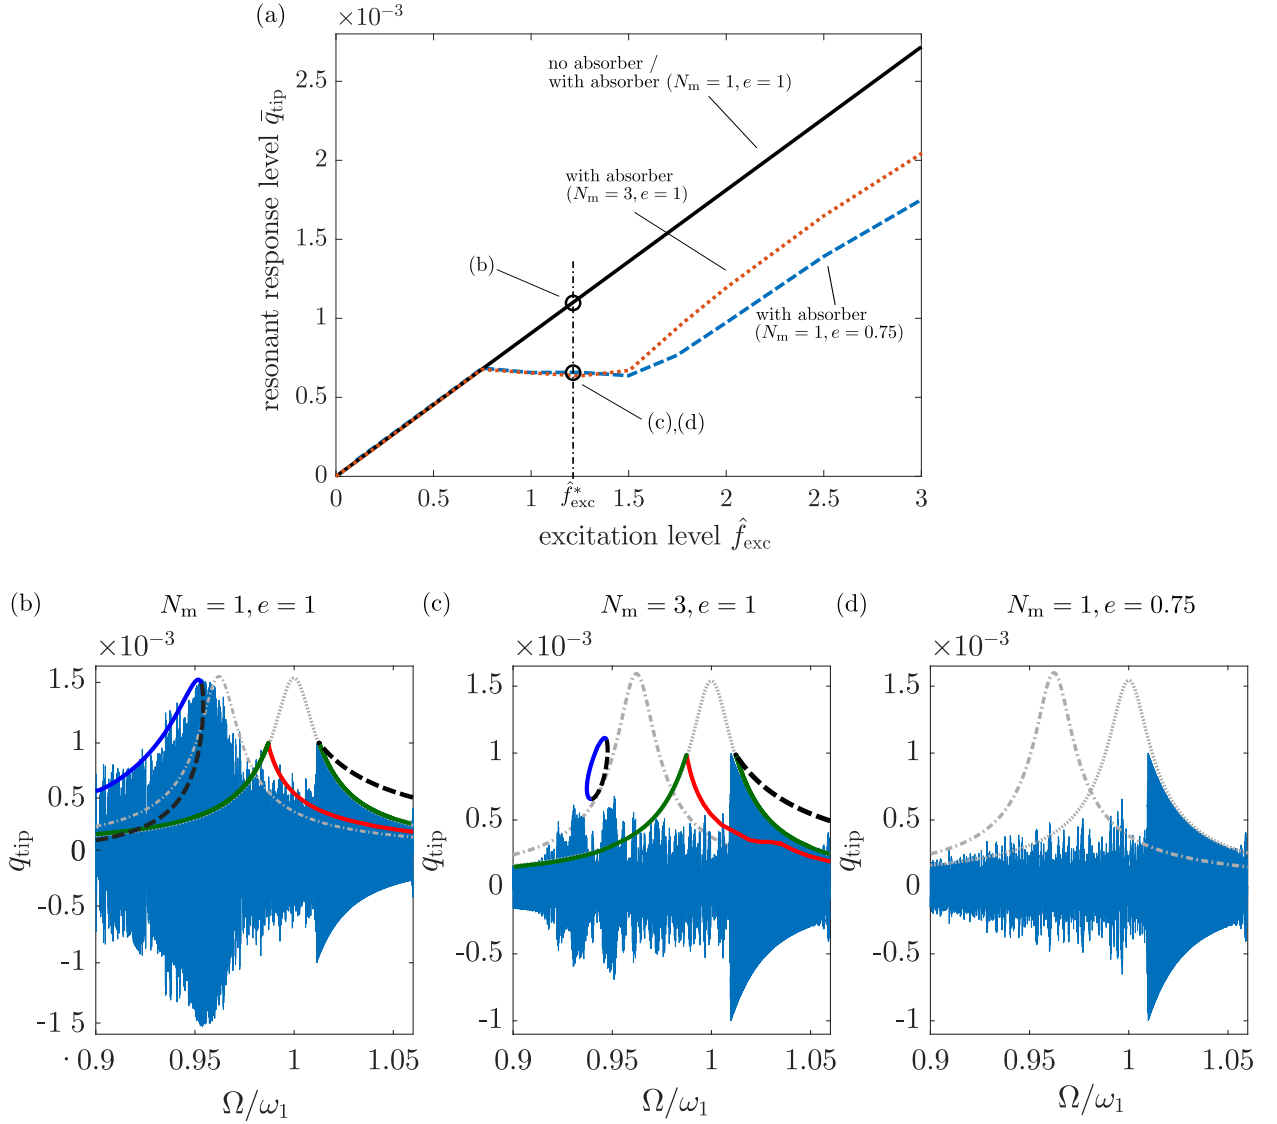 (a)
×10⁻³
resonant response level q̄_tip
2.5
2
1.5
1
0.5
0
no absorber /
with absorber (N_m = 1, e = 1)
with absorber
(N_m = 3, e = 1)
(b)
with absorber
(N_m = 1, e = 0.75)
(c),(d)
0 0.5 1 f̂*_exc 1.5 2 2.5 3
excitation level f̂_exc
(b) N_m = 1, e = 1
×10⁻³
q_tip
1.5
1
0.5
0
-0.5
-1
-1 5
0.9 0.95 1 1.05
Ω/ω₁
(c) N_m = 3, e = 1
×10⁻³
q_tip
1.5
1
0.5
0
-0.5
-1
0.9 0.95 1 1.05
Ω/ω₁
(d) N_m = 1, e = 0.75
×10⁻³
q_tip
1.5
1
0.5
0
-0.5
-1
0.9 0.95 1 1.05
Ω/ω₁